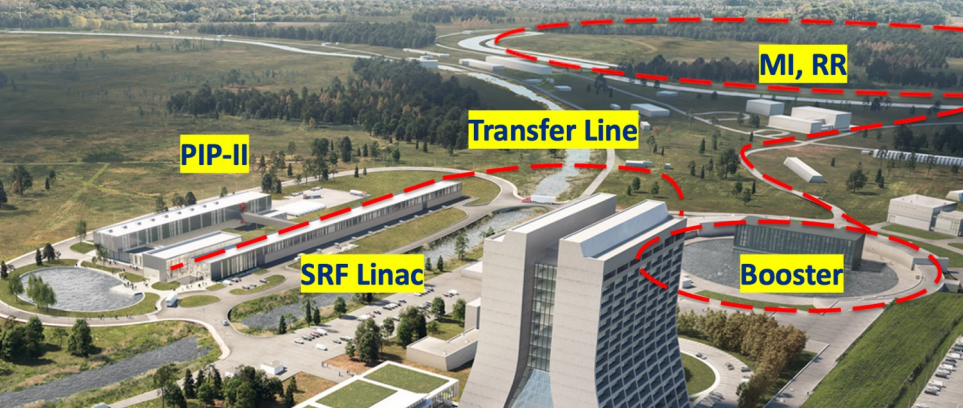 MI, RR
Transfer Line
PIP-II
SRF Linac
Booster